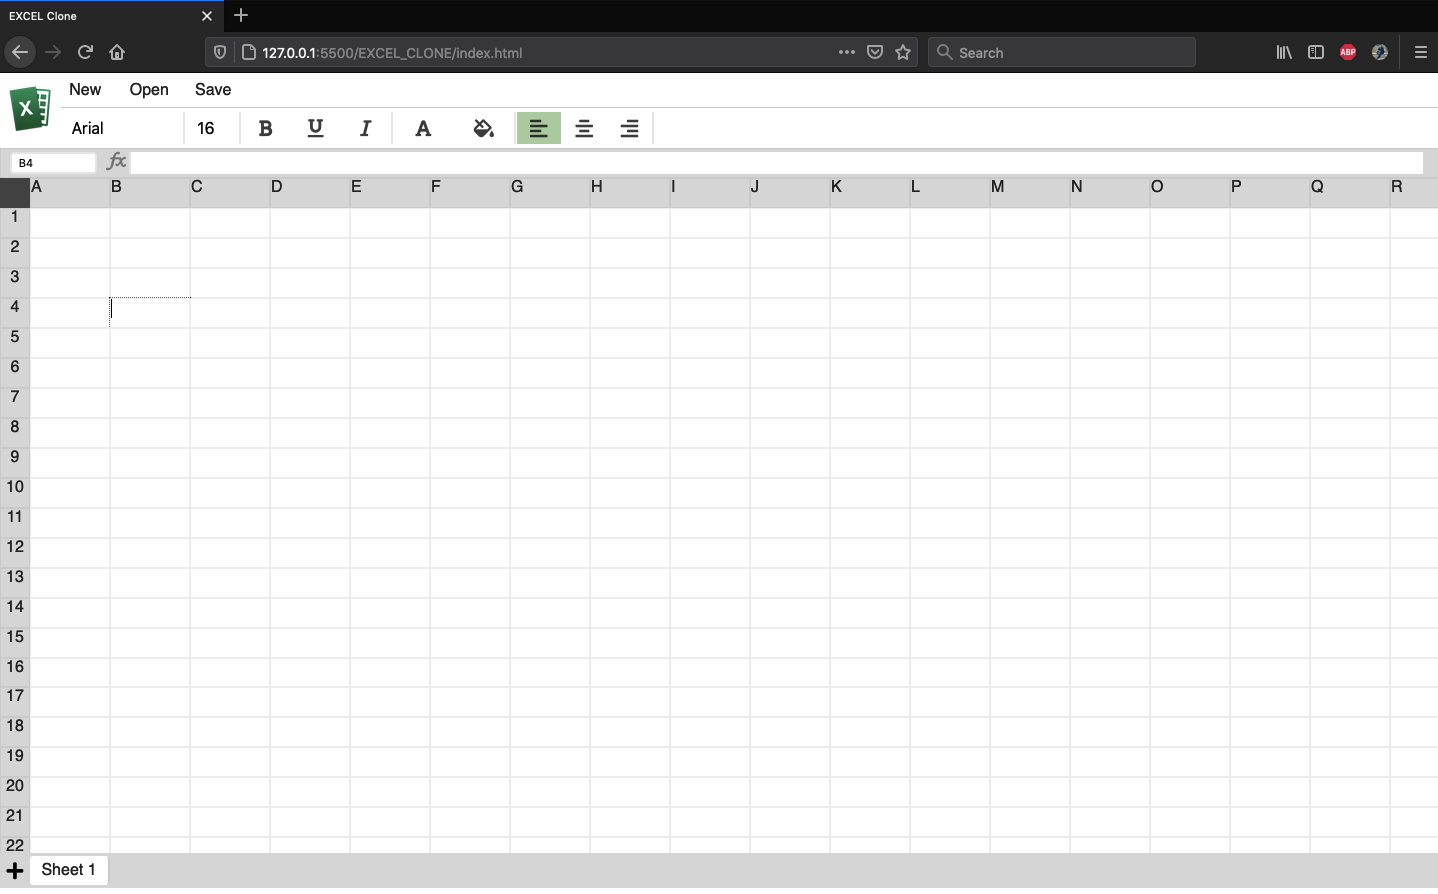 EXCEL Clone
127.0.0.1:5500/EXCEL_CLONE/index.html
Search
ABP
X
New Open Save
Arial 16 B U I A
B4 fx
A B C D E F G H I J K L M N O P Q R
1
2
3
4
5
6
7
8
9
10
11
12
13
14
15
16
17
18
19
20
21
22
Sheet 1